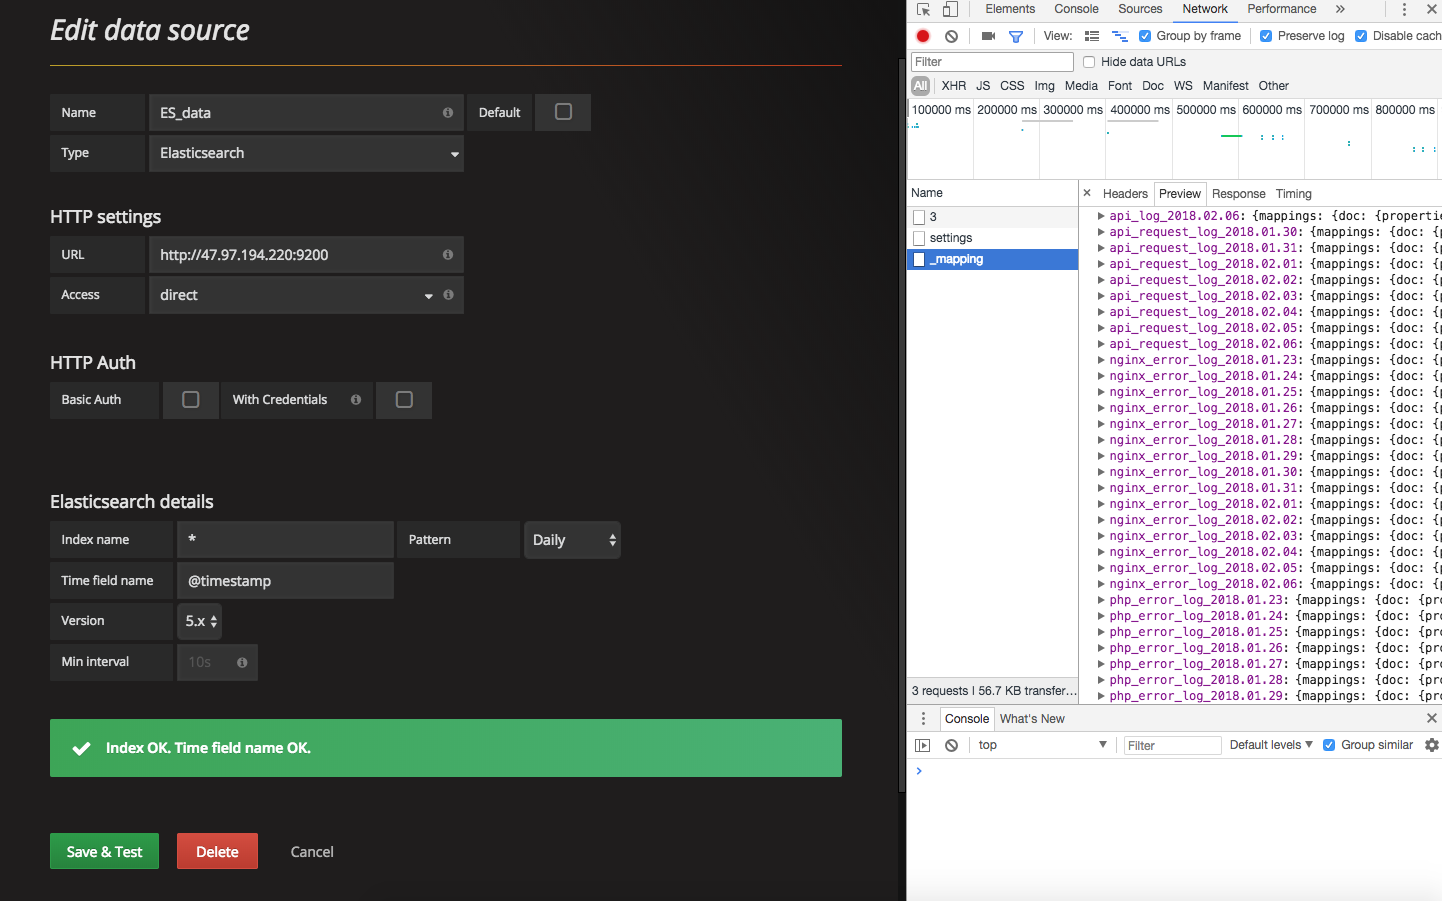 Edit data source
Name ES_data Default
Type Elasticsearch
HTTP settings
URL http://47.97.194.220:9200
Access direct
HTTP Auth
Basic Auth With Credentials
Elasticsearch details
Index name * Pattern Daily
Time field name @timestamp
Version 5.x
Min interval 10s
Index OK. Time field name OK.
Save & Test Delete Cancel
Elements Console Sources Network Performance »
View: Group by frame Preserve log Disable cach
Filter Hide data URLs
All XHR JS CSS Img Media Font Doc WS Manifest Other
100000 ms 200000 ms 300000 ms 400000 ms 500000 ms 600000 ms 700000 ms 800000 ms
Name
3
settings
_mapping
3 requests | 56.7 KB transfer...
× Headers Preview Response Timing
api_log_2018.02.06: {mappings: {doc: {propertie
api_request_log_2018.01.30: {mappings: {doc: {p
api_request_log_2018.01.31: {mappings: {doc: {p
api_request_log_2018.02.01: {mappings: {doc: {p
api_request_log_2018.02.02: {mappings: {doc: {p
api_request_log_2018.02.03: {mappings: {doc: {p
api_request_log_2018.02.04: {mappings: {doc: {p
api_request_log_2018.02.05: {mappings: {doc: {p
api_request_log_2018.02.06: {mappings: {doc: {p
nginx_error_log_2018.01.23: {mappings: {doc: {p
nginx_error_log_2018.01.24: {mappings: {doc: {p
nginx_error_log_2018.01.25: {mappings: {doc: {p
nginx_error_log_2018.01.26: {mappings: {doc: {p
nginx_error_log_2018.01.27: {mappings: {doc: {p
nginx_error_log_2018.01.28: {mappings: {doc: {p
nginx_error_log_2018.01.29: {mappings: {doc: {p
nginx_error_log_2018.01.30: {mappings: {doc: {p
nginx_error_log_2018.01.31: {mappings: {doc: {p
nginx_error_log_2018.02.01: {mappings: {doc: {p
nginx_error_log_2018.02.02: {mappings: {doc: {p
nginx_error_log_2018.02.03: {mappings: {doc: {p
nginx_error_log_2018.02.04: {mappings: {doc: {p
nginx_error_log_2018.02.05: {mappings: {doc: {p
nginx_error_log_2018.02.06: {mappings: {doc: {p
php_error_log_2018.01.23: {mappings: {doc: {pro
php_error_log_2018.01.24: {mappings: {doc: {pro
php_error_log_2018.01.25: {mappings: {doc: {pro
php_error_log_2018.01.26: {mappings: {doc: {pro
php_error_log_2018.01.27: {mappings: {doc: {pro
php_error_log_2018.01.28: {mappings: {doc: {pro
php_error_log_2018.01.29: {mappings: {doc: {pro
Console What's New
top Filter Default levels Group similar